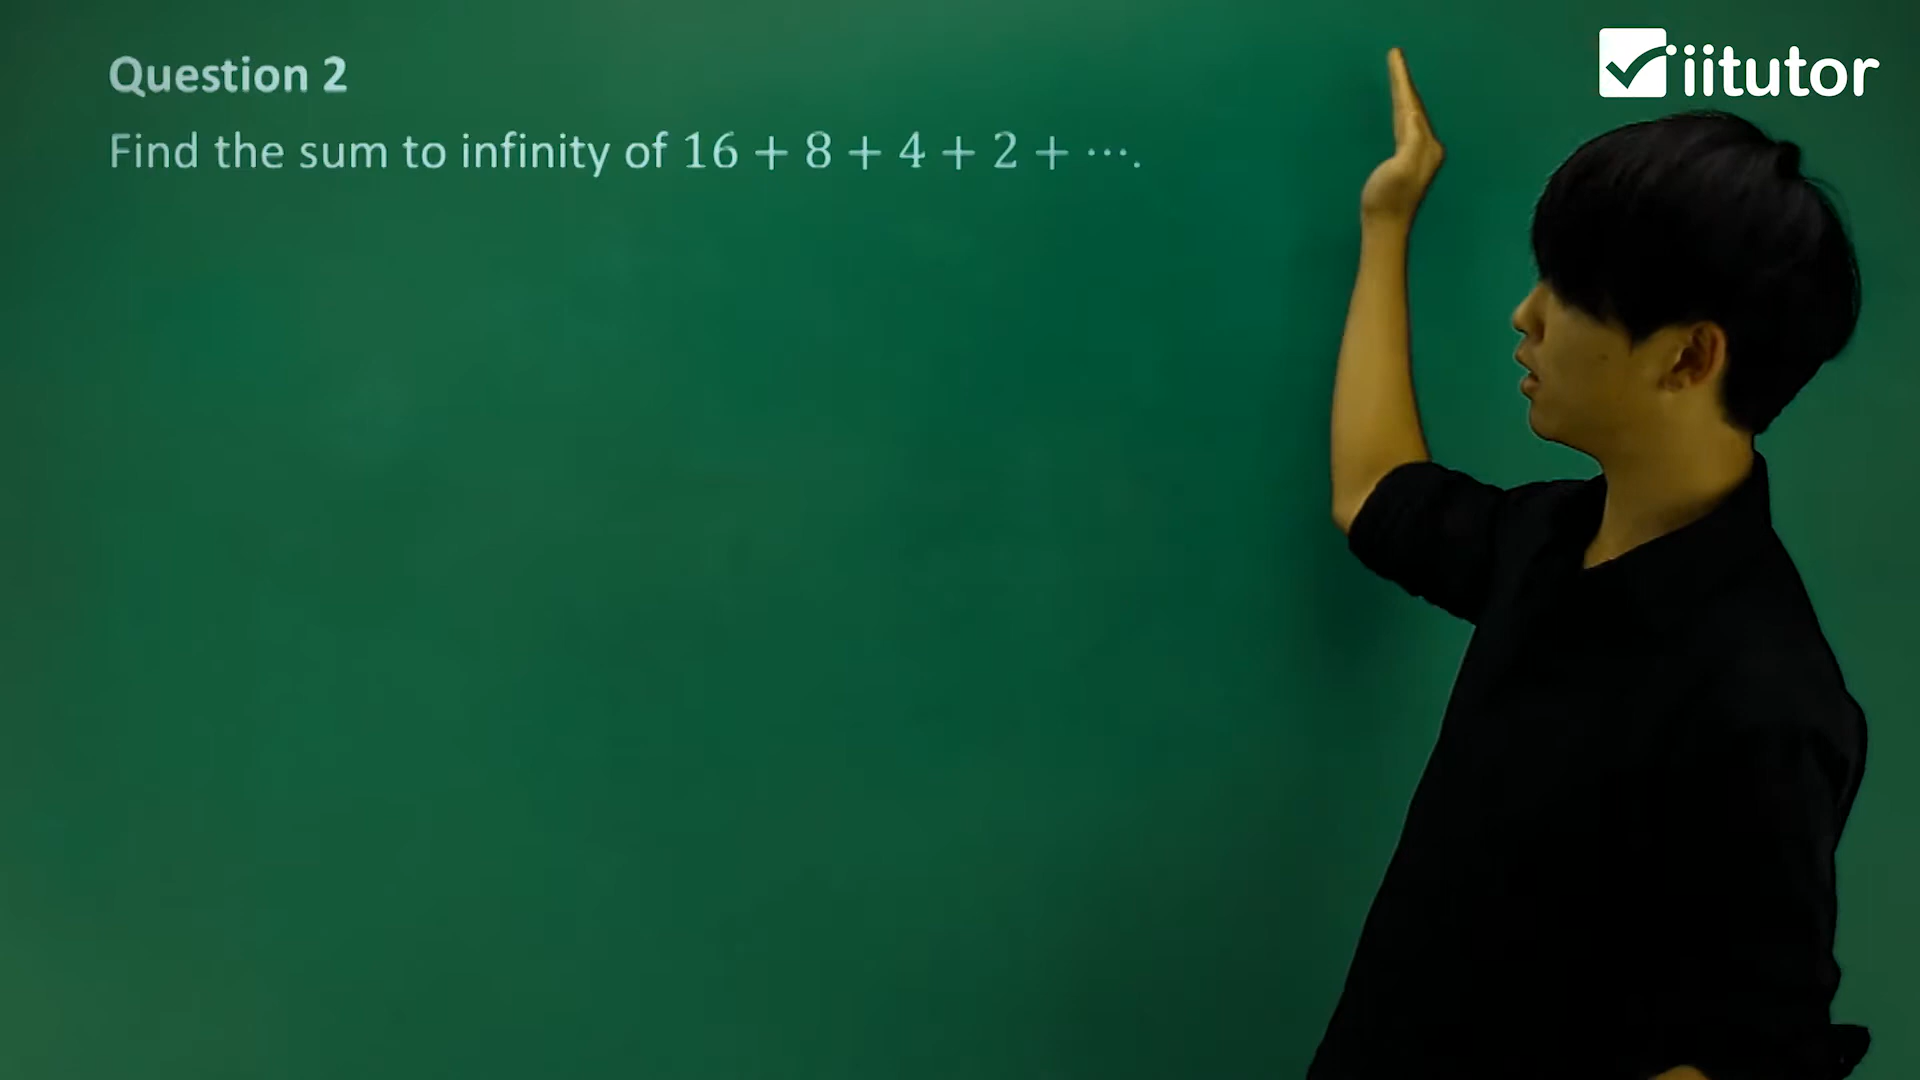 iitutor
Question 2
Find the sum to infinity of 16 + 8 + 4 + 2 + ⋯.